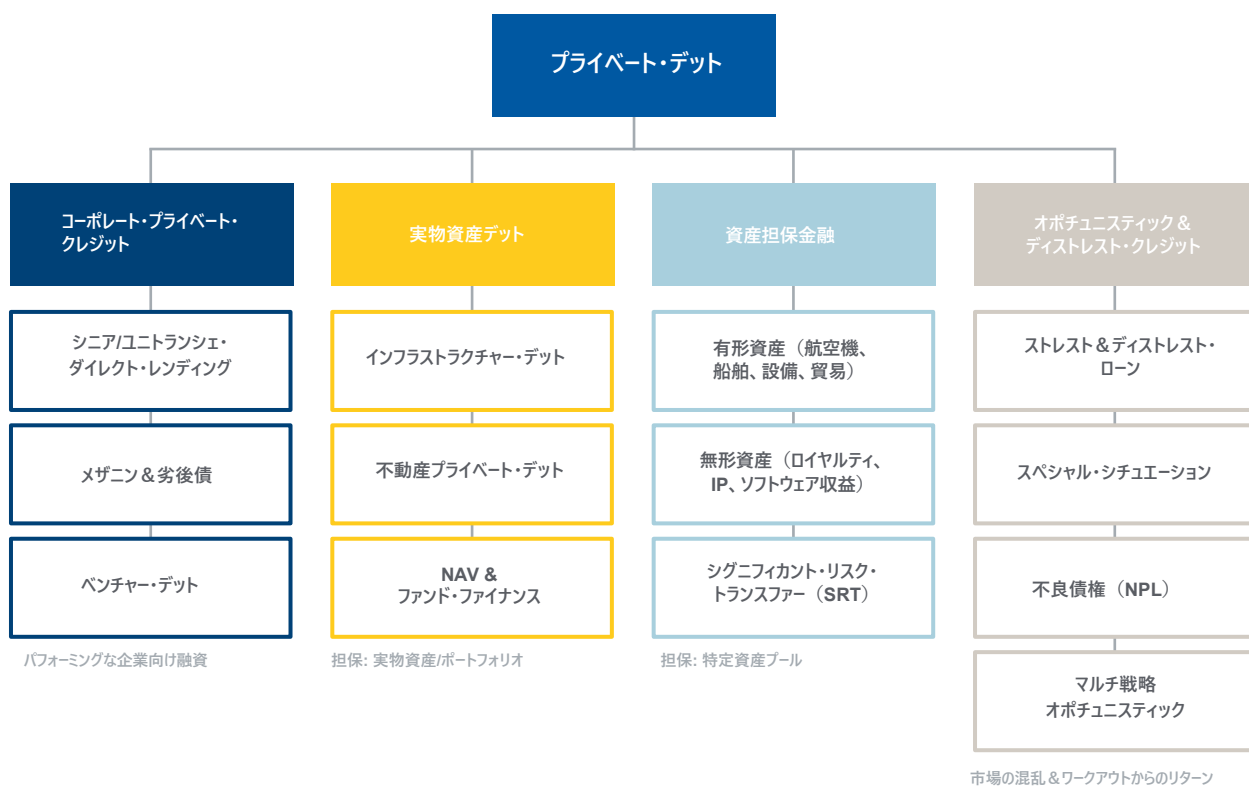 プライベート・デット
コーポレート・プライベート・
クレジット
シニア/ユニトランシェ・
ダイレクト・レンディング
メザニン＆劣後債
ベンチャー・デット
パフォーミングな企業向け融資
実物資産デット
インフラストラクチャー・デット
不動産プライベート・デット
NAV &
ファンド・ファイナンス
担保: 実物資産/ポートフォリオ
資産担保金融
有形資産（航空機、
船舶、設備、貿易）
無形資産（ロイヤルティ、
IP、ソフトウェア収益）
シグニフィカント・リスク・
トランスファー（SRT）
担保: 特定資産プール
オポチュニスティック＆
ディストレスト・クレジット
ストレスト＆ディストレスト・
ローン
スペシャル・シチュエーション
不良債権（NPL）
マルチ戦略
オポチュニスティック
市場の混乱＆ワークアウトからのリターン